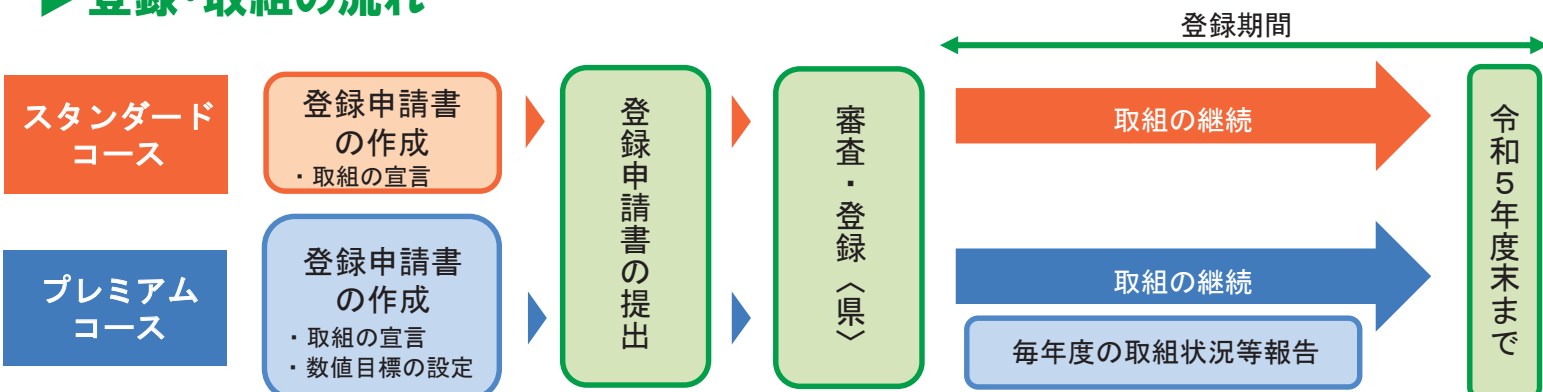 ▶登録・取組の流れ
登録期間
スタンダード
コース
登録申請書
の作成
・取組の宣言
プレミアム
コース
登録申請書
の作成
・取組の宣言
・数値目標の設定
登録申請書の提出
審査・登録〈県〉
取組の継続
取組の継続
毎年度の取組状況等報告
令和5年度末まで